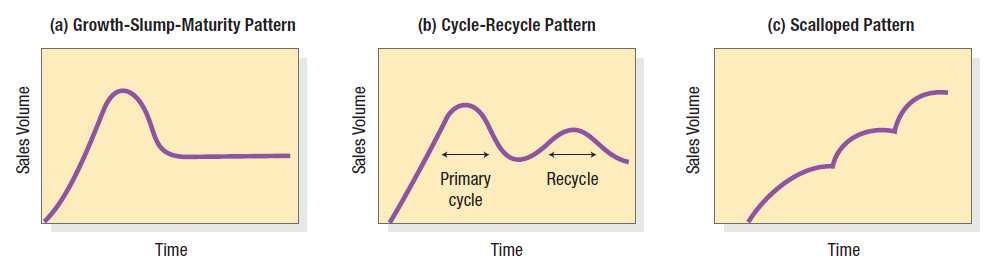 (a) Growth-Slump-Maturity Pattern
Sales Volume
Time
(b) Cycle-Recycle Pattern
Sales Volume
Primary
cycle
Recycle
Time
(c) Scalloped Pattern
Sales Volume
Time